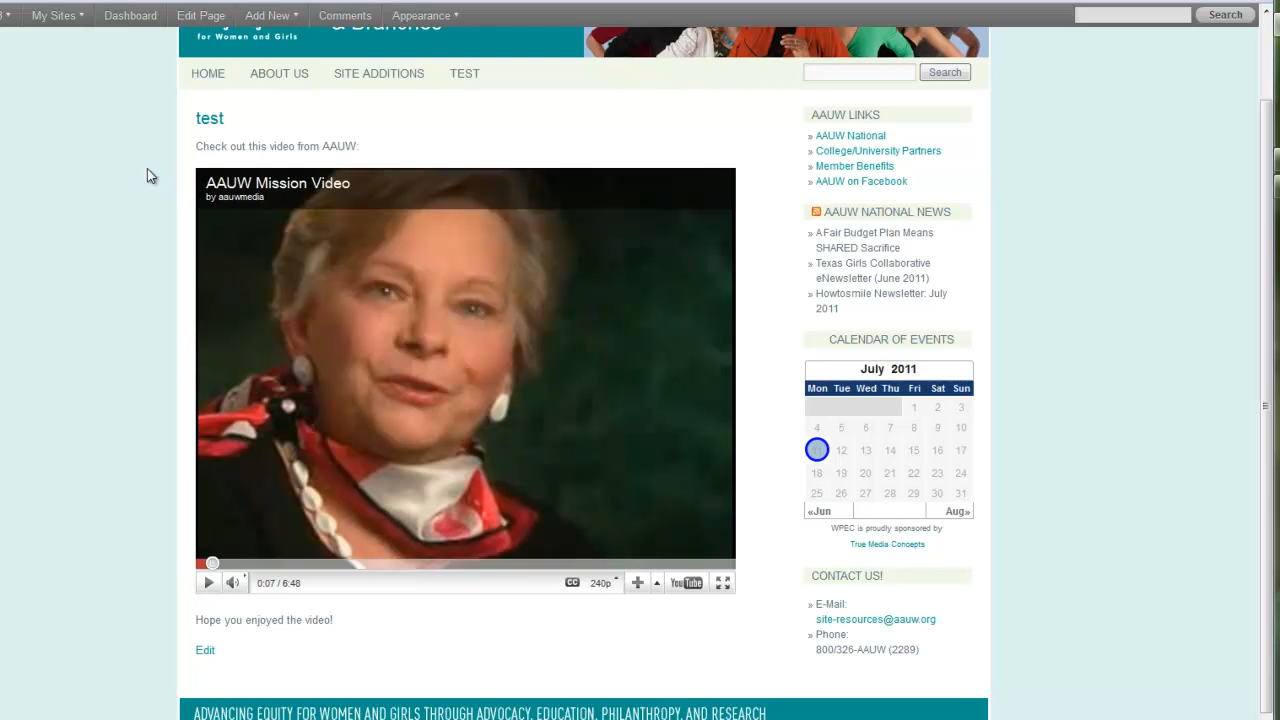 My Sites Dashboard Edit Page Add New Comments Appearance Search
for Women and Girls
& Branches
HOME ABOUT US SITE ADDITIONS TEST Search
test
Check out this video from AAUW:
AAUW Mission Video
by aauwmedia
0:07 / 6:48 CC 240p YouTube
Hope you enjoyed the video!
Edit
AAUW LINKS
» AAUW National
» College/University Partners
» Member Benefits
» AAUW on Facebook
AAUW NATIONAL NEWS
» A Fair Budget Plan Means
SHARED Sacrifice
» Texas Girls Collaborative
eNewsletter (June 2011)
» Howtosmile Newsletter: July
2011
CALENDAR OF EVENTS
July 2011
Mon Tue Wed Thu Fri Sat Sun
1 2 3
4 5 6 7 8 9 10
11 12 13 14 15 16 17
18 19 20 21 22 23 24
25 26 27 28 29 30 31
«Jun Aug»
WPEC is proudly sponsored by
True Media Concepts
CONTACT US!
» E-Mail:
site-resources@aauw.org
» Phone:
800/326-AAUW (2289)
ADVANCING EQUITY FOR WOMEN AND GIRLS THROUGH ADVOCACY, EDUCATION, PHILANTHROPY, AND RESEARCH